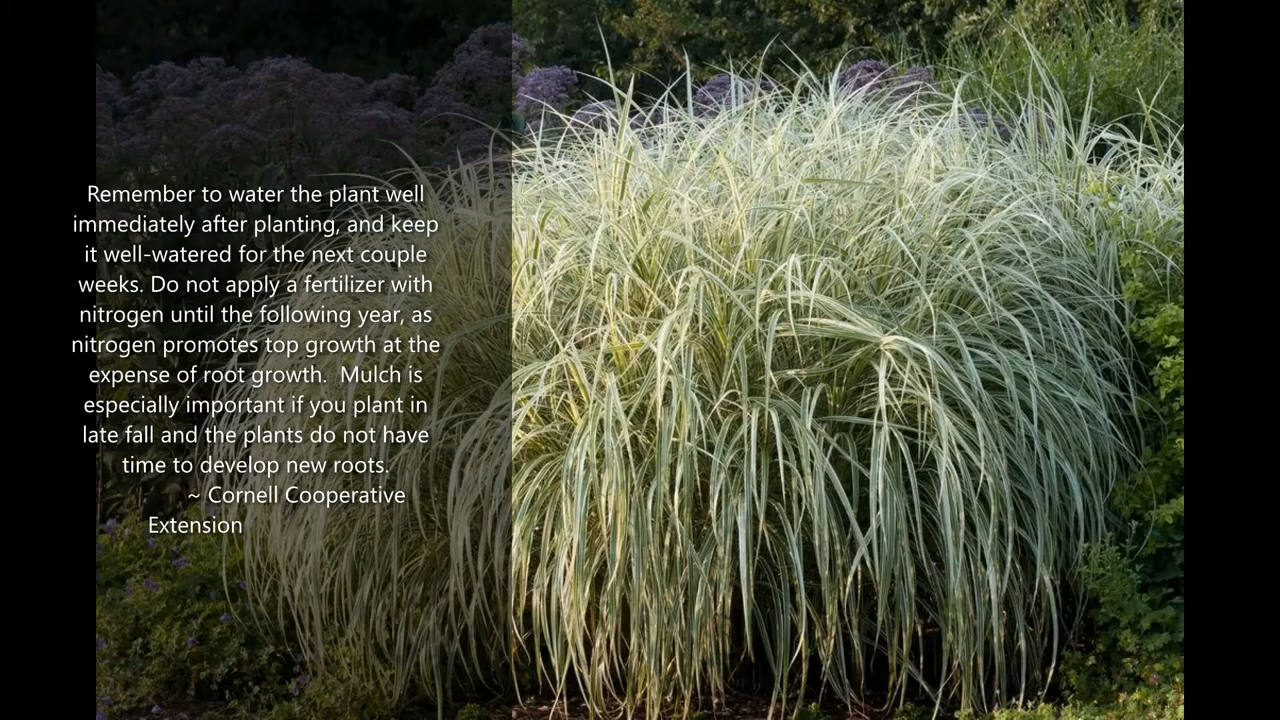 Remember to water the plant well
immediately after planting, and keep
it well-watered for the next couple
weeks. Do not apply a fertilizer with
nitrogen until the following year, as
nitrogen promotes top growth at the
expense of root growth.  Mulch is
especially important if you plant in
late fall and the plants do not have
time to develop new roots.
~ Cornell Cooperative
Extension